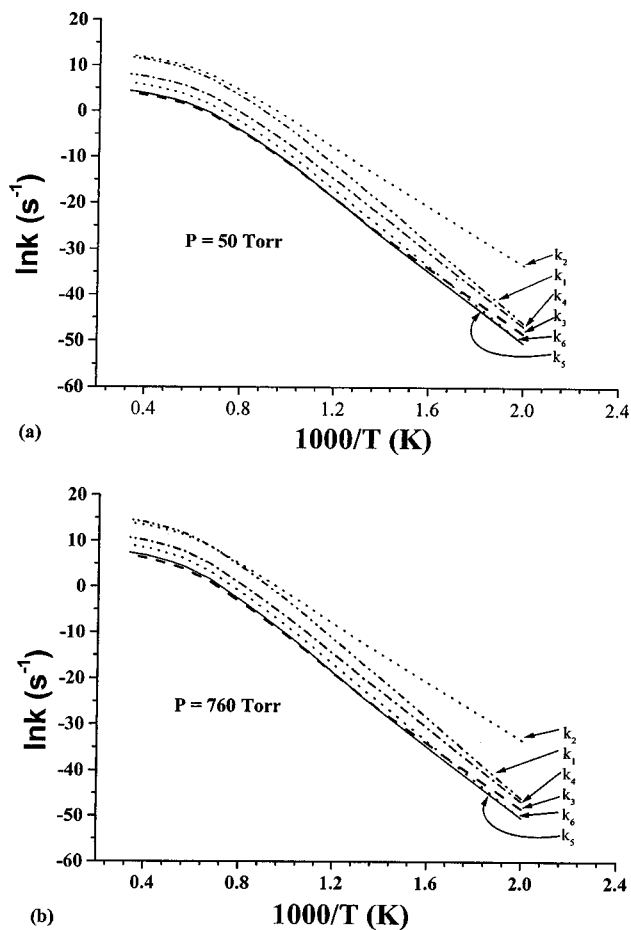 20
10
0
-10
-20
-30
-40
-50
-60
lnk (s⁻¹)
P = 50 Torr
k₂
k₁
k₄
k₃
k₆
k₅
0.4 0.8 1.2 1.6 2.0 2.4
(a)
1000/T (K)
20
10
0
-10
-20
-30
-40
-50
-60
lnk (s⁻¹)
P = 760 Torr
k₂
k₁
k₄
k₃
k₆
k₅
0.4 0.8 1.2 1.6 2.0 2.4
(b)
1000/T (K)